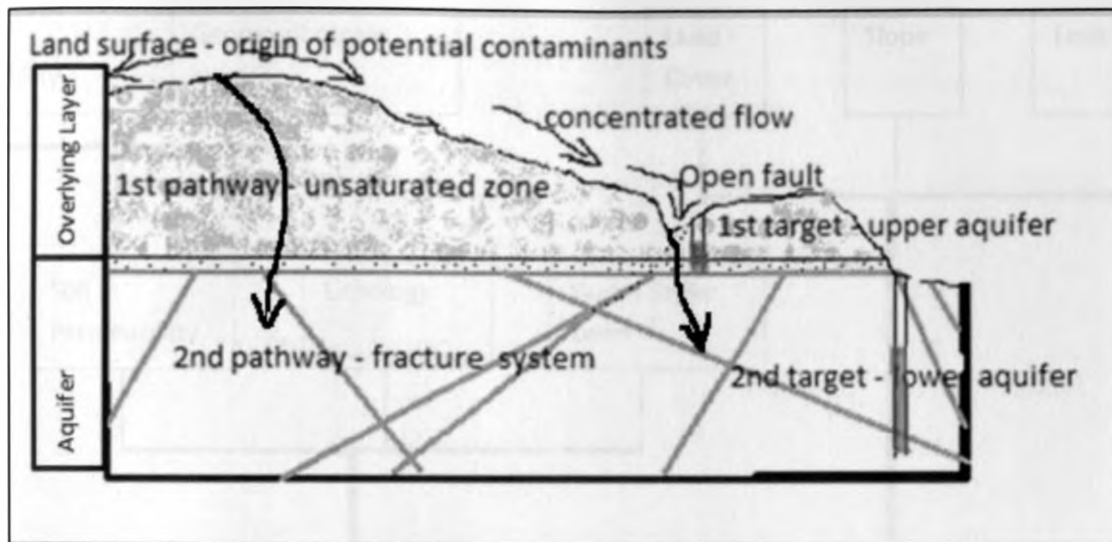 Land surface - origin of potential contaminants
Overlying Layer
concentrated flow
Open fault
1st pathway - unsaturated zone
1st target - upper aquifer
2nd pathway - fracture system
2nd target - lower aquifer
Aquifer